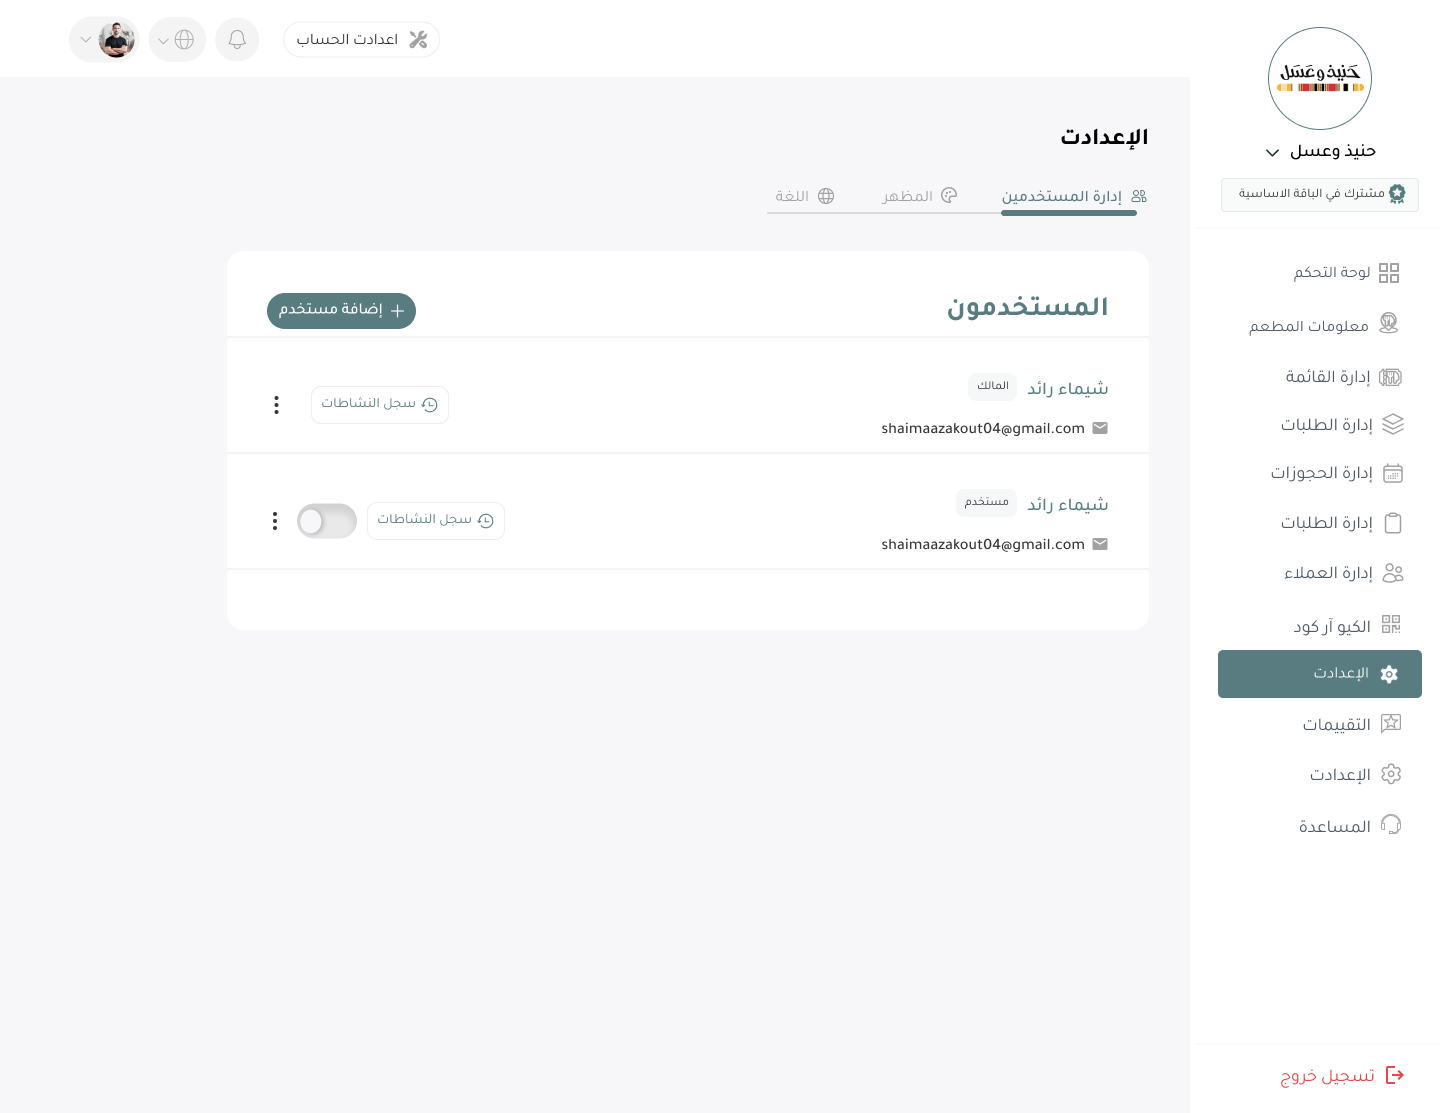 اعدادت الحساب
حنيذ وعسل
حنيذ وعسل
مشترك في الباقة الاساسية
لوحة التحكم
معلومات المطعم
إدارة القائمة
إدارة الطلبات
إدارة الحجوزات
إدارة الطلبات
إدارة العملاء
الكيو آر كود
الإعدادت
التقييمات
الإعدادت
المساعدة
تسجيل خروج
الإعدادت
إدارة المستخدمين
المظهر
اللغة
المستخدمون
إضافة مستخدم
شيماء رائد
المالك
shaimaazakout04@gmail.com
سجل النشاطات
شيماء رائد
مستخدم
shaimaazakout04@gmail.com
سجل النشاطات